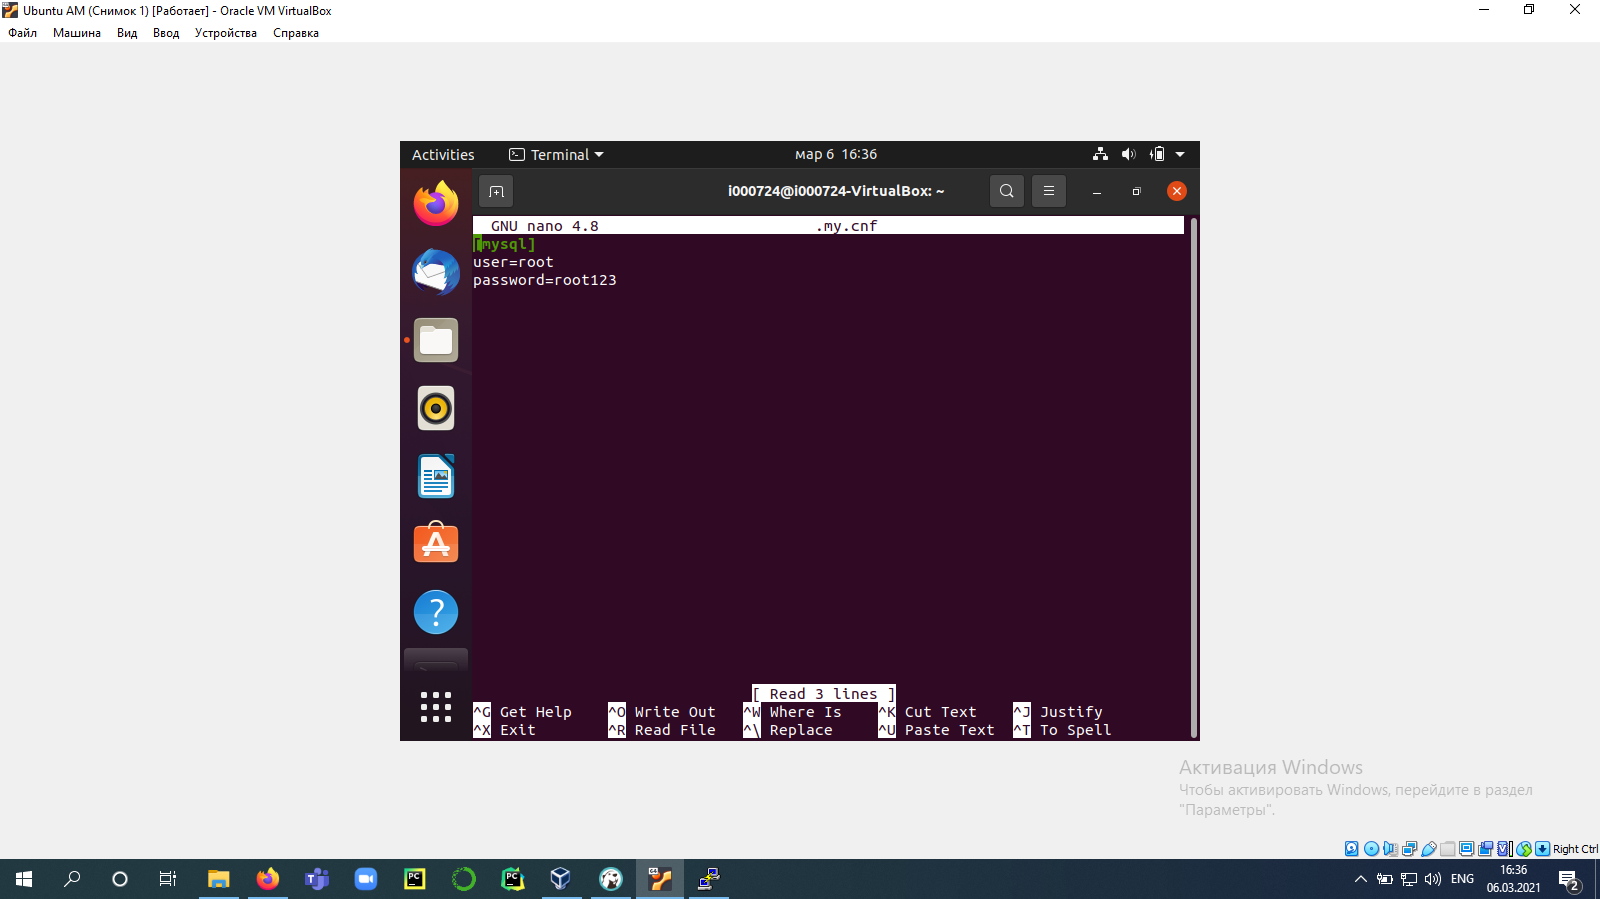 Ubuntu AM (Снимок 1) [Работает] - Oracle VM VirtualBox
Файл Машина Вид Ввод Устройства Справка
Activities Terminal мар 6 16:36
i000724@i000724-VirtualBox: ~
GNU nano 4.8 .my.cnf
[mysql]
user=root
password=root123
[ Read 3 lines ]
^G Get Help ^O Write Out ^W Where Is ^K Cut Text ^J Justify
^X Exit ^R Read File ^\ Replace ^U Paste Text ^T To Spell
Активация Windows
Чтобы активировать Windows, перейдите в раздел
"Параметры".
Right Ctrl
ENG 16:36
06.03.2021
2